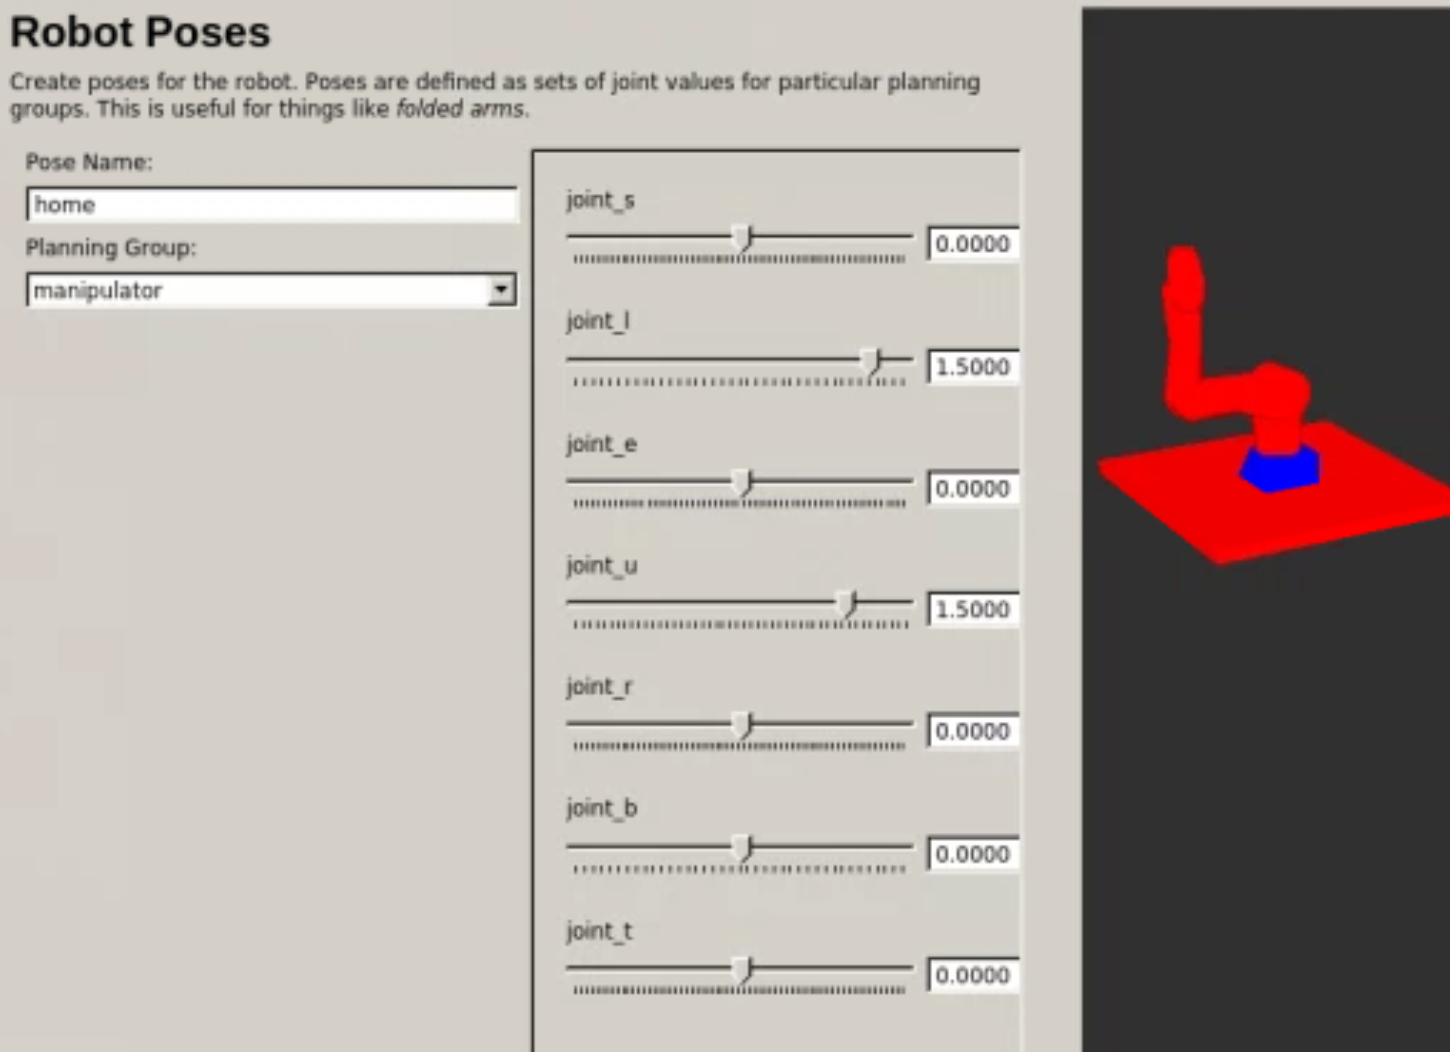 Robot Poses
Create poses for the robot. Poses are defined as sets of joint values for particular planning
groups. This is useful for things like folded arms.
Pose Name:
home
Planning Group:
manipulator
joint_s
0.0000
joint_l
1.5000
joint_e
0.0000
joint_u
1.5000
joint_r
0.0000
joint_b
0.0000
joint_t
0.0000